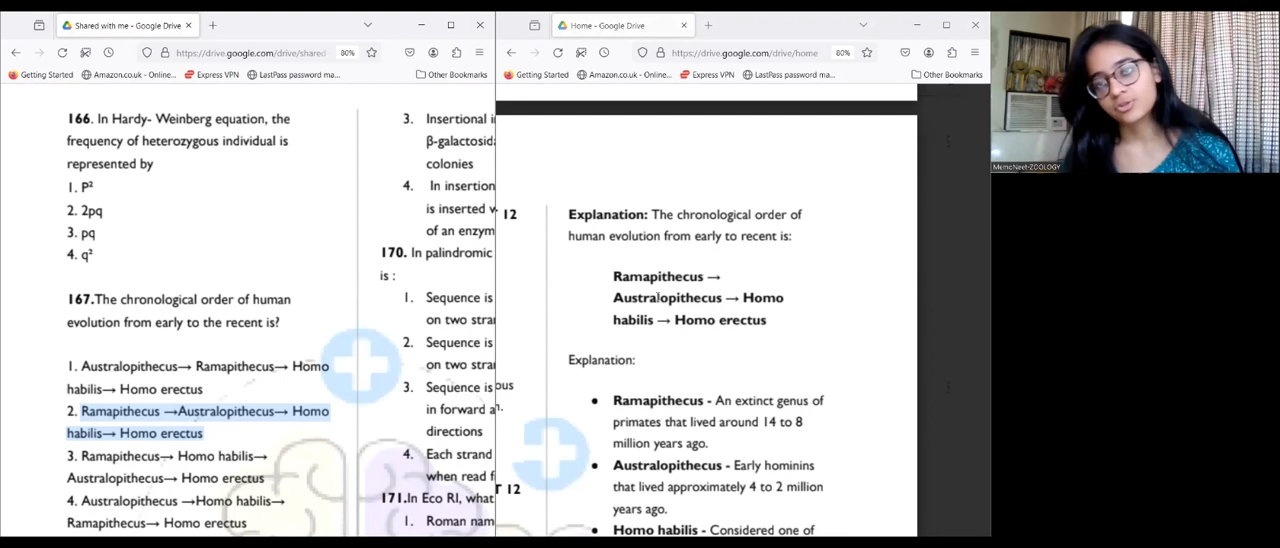 Shared with me - Google Drive
Home - Google Drive
https://drive.google.com/drive/shared
80%
https://drive.google.com/drive/home
80%
Getting Started
Amazon.co.uk - Online...
Express VPN
LastPass password ma...
Other Bookmarks
Getting Started
Amazon.co.uk - Online...
Express VPN
LastPass password ma...
Other Bookmarks
166. In Hardy- Weinberg equation, the
frequency of heterozygous individual is
represented by
1. P²
2. 2pq
3. pq
4. q²
167.The chronological order of human
evolution from early to the recent is?
1. Australopithecus→ Ramapithecus→ Homo
habilis→ Homo erectus
2. Ramapithecus →Australopithecus→ Homo
habilis→ Homo erectus
3. Ramapithecus→ Homo habilis→
Australopithecus→ Homo erectus
4. Australopithecus →Homo habilis→
Ramapithecus→ Homo erectus
3. Insertional i
β-galactosid
colonies
4. In insertion
is inserted
of an enzym
170. In palindromic
is :
1. Sequence is
on two stra
2. Sequence is
on two stra
3. Sequence is
in forward a
directions
4. Each strand
when read f
171.In Eco RI, what
1. Roman nam
12
ous
T 12
Explanation: The chronological order of
human evolution from early to recent is:
Ramapithecus →
Australopithecus → Homo
habilis → Homo erectus
Explanation:
● Ramapithecus - An extinct genus of
primates that lived around 14 to 8
million years ago.
● Australopithecus - Early hominins
that lived approximately 4 to 2 million
years ago.
● Homo habilis - Considered one of
MemoNeet-ZOOLOGY